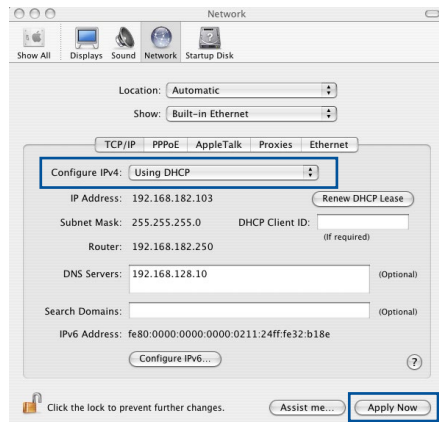 Network
Show All Displays Sound Network Startup Disk
Location: Automatic
Show: Built-in Ethernet
TCP/IP PPPoE AppleTalk Proxies Ethernet
Configure IPv4: Using DHCP
IP Address: 192.168.182.103 Renew DHCP Lease
Subnet Mask: 255.255.255.0 DHCP Client ID:
(If required)
Router: 192.168.182.250
DNS Servers: 192.168.128.10 (Optional)
Search Domains: (Optional)
IPv6 Address: fe80:0000:0000:0000:0211:24ff:fe32:b18e
Configure IPv6... ?
Click the lock to prevent further changes. Assist me... Apply Now